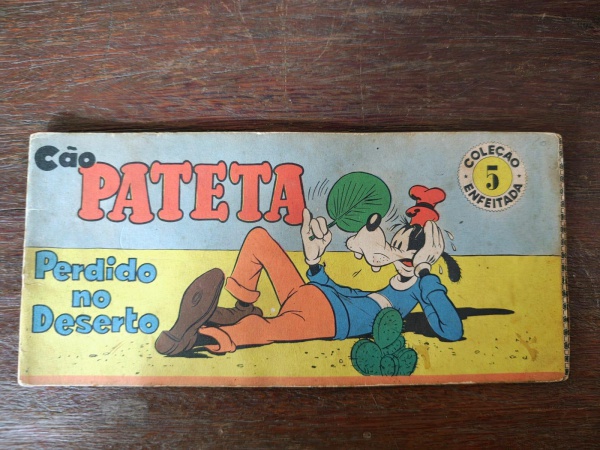 Cão
PATETA
Perdido
no
Deserto
COLEÇÃO
5
ENFEITADA